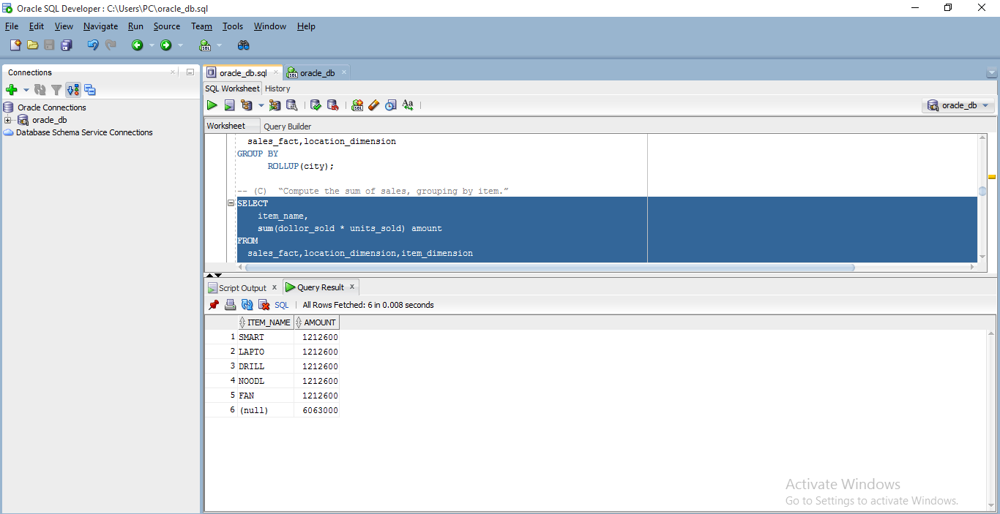 Oracle SQL Developer : C:\Users\PC\oracle_db.sql
File Edit View Navigate Run Source Team Tools Window Help
Connections
Oracle Connections
oracle_db
Database Schema Service Connections
oracle_db.sql oracle_db
SQL Worksheet History
oracle_db
Worksheet Query Builder
sales_fact,location_dimension
GROUP BY
ROLLUP(city);
-- (C) “Compute the sum of sales, grouping by item.”
SELECT
item_name,
sum(dollor_sold * units_sold) amount
FROM
sales_fact,location_dimension,item_dimension
Script Output Query Result
SQL All Rows Fetched: 6 in 0.008 seconds
ITEM_NAME AMOUNT
1 SMART 1212600
2 LAPTO 1212600
3 DRILL 1212600
4 NOODL 1212600
5 FAN 1212600
6 (null) 6063000
Activate Windows
Go to Settings to activate Windows.